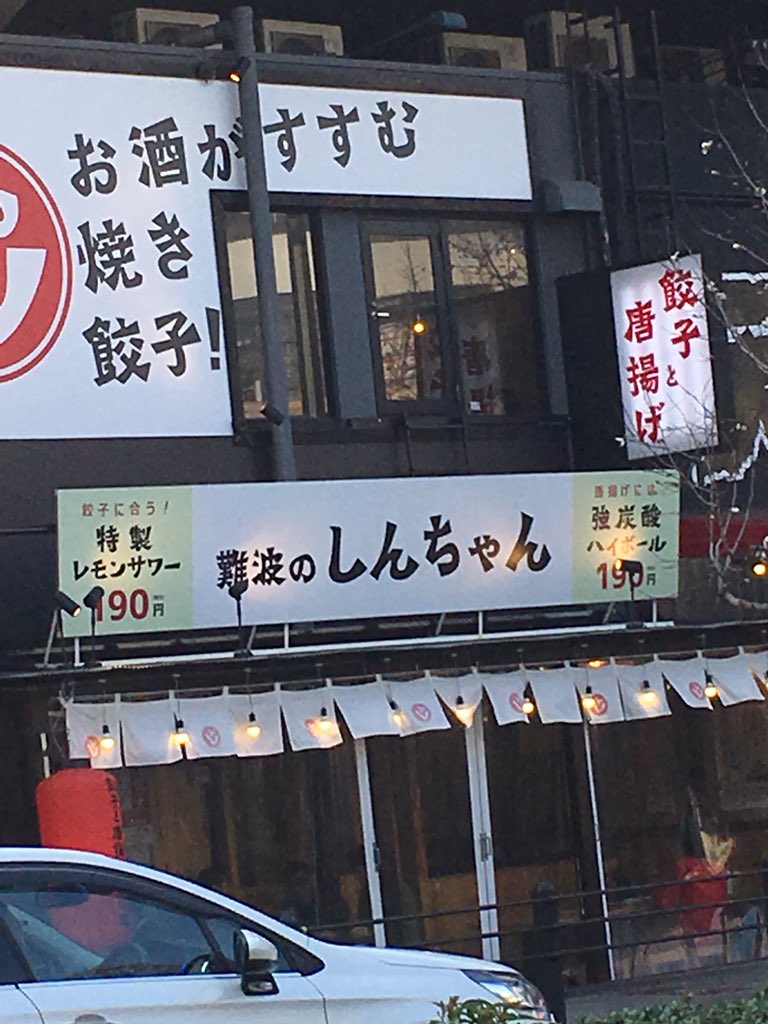 お酒がすすむ
焼き
餃子!
餃子と
唐揚げ
餃子に合う!
特製
レモンサワー
190円
難波のしんちゃん
唐揚げには
強炭酸
ハイボール
190円